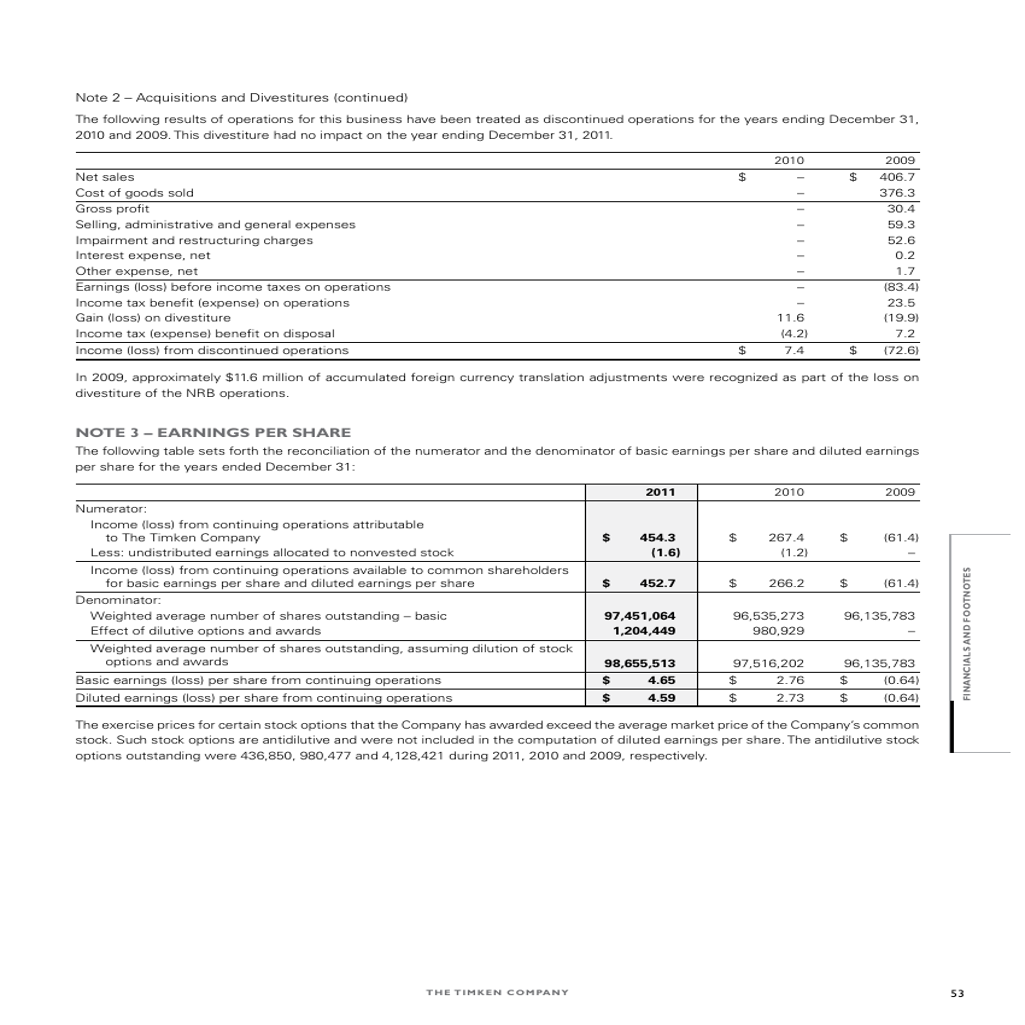 Note 2 – Acquisitions and Divestitures (continued)
The following results of operations for this business have been treated as discontinued operations for the years ending December 31,
2010 and 2009. This divestiture had no impact on the year ending December 31, 2011.
2010 2009
Net sales $ – $ 406.7
Cost of goods sold – 376.3
Gross profit – 30.4
Selling, administrative and general expenses – 59.3
Impairment and restructuring charges – 52.6
Interest expense, net – 0.2
Other expense, net – 1.7
Earnings (loss) before income taxes on operations – (83.4)
Income tax benefit (expense) on operations – 23.5
Gain (loss) on divestiture 11.6 (19.9)
Income tax (expense) benefit on disposal (4.2) 7.2
Income (loss) from discontinued operations $ 7.4 $ (72.6)
In 2009, approximately $11.6 million of accumulated foreign currency translation adjustments were recognized as part of the loss on
divestiture of the NRB operations.
NOTE 3 – EARNINGS PER SHARE
The following table sets forth the reconciliation of the numerator and the denominator of basic earnings per share and diluted earnings
per share for the years ended December 31:
2011 2010 2009
Numerator:
Income (loss) from continuing operations attributable
to The Timken Company $ 454.3 $ 267.4 $ (61.4)
Less: undistributed earnings allocated to nonvested stock (1.6) (1.2) –
Income (loss) from continuing operations available to common shareholders
for basic earnings per share and diluted earnings per share $ 452.7 $ 266.2 $ (61.4)
Denominator:
Weighted average number of shares outstanding – basic 97,451,064 96,535,273 96,135,783
Effect of dilutive options and awards 1,204,449 980,929 –
Weighted average number of shares outstanding, assuming dilution of stock
options and awards 98,655,513 97,516,202 96,135,783
Basic earnings (loss) per share from continuing operations $ 4.65 $ 2.76 $ (0.64)
Diluted earnings (loss) per share from continuing operations $ 4.59 $ 2.73 $ (0.64)
The exercise prices for certain stock options that the Company has awarded exceed the average market price of the Company's common
stock. Such stock options are antidilutive and were not included in the computation of diluted earnings per share. The antidilutive stock
options outstanding were 436,850, 980,477 and 4,128,421 during 2011, 2010 and 2009, respectively.
FINANCIALS AND FOOTNOTES
THE TIMKEN COMPANY 53